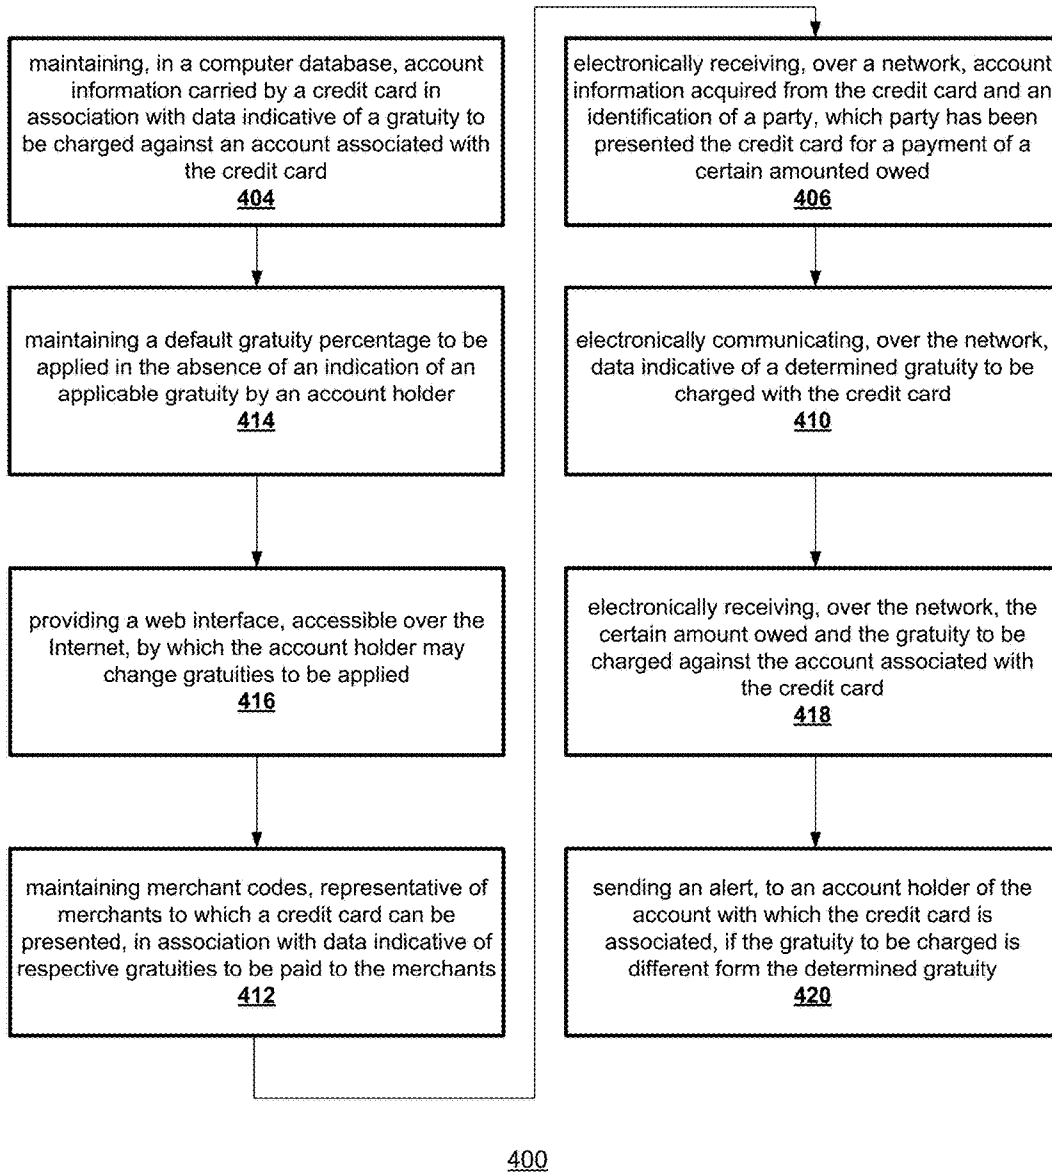 maintaining, in a computer database, account
information carried by a credit card in
association with data indicative of a gratuity to
be charged against an account associated with
the credit card
404
maintaining a default gratuity percentage to be
applied in the absence of an indication of an
applicable gratuity by an account holder
414
providing a web interface, accessible over the
Internet, by which the account holder may
change gratuities to be applied
416
maintaining merchant codes, representative of
merchants to which a credit card can be
presented, in association with data indicative of
respective gratuities to be paid to the merchants
412
electronically receiving, over a network, account
information acquired from the credit card and an
identification of a party, which party has been
presented the credit card for a payment of a
certain amounted owed
406
electronically communicating, over the network,
data indicative of a determined gratuity to be
charged with the credit card
410
electronically receiving, over the network, the
certain amount owed and the gratuity to be
charged against the account associated with
the credit card
418
sending an alert, to an account holder of the
account with which the credit card is
associated, if the gratuity to be charged is
different form the determined gratuity
420
400